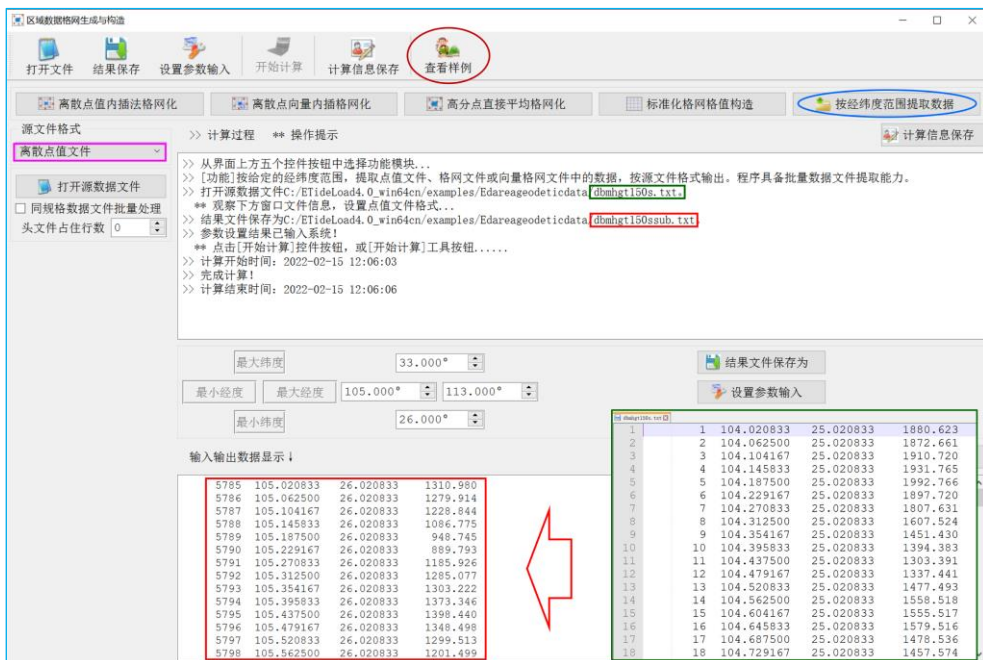 区域数据格网生成与构造
打开文件 结果保存 设置参数输入 开始计算 计算信息保存 查看样例
离散点值内插法格网化 离散点向量内插格网化 高分点直接平均格网化 标准化格网格值构造 按经纬度范围提取数据
源文件格式
离散点值文件
打开源数据文件
同规格数据文件批量处理
头文件占住行数 0
>> 计算过程 ** 操作提示
计算信息保存
>> 从界面上方五个控件按钮中选择功能模块...
>> [功能]按给定的经纬度范围，提取点值文件、格网文件或向量格网文件中的数据，按源文件格式输出。程序具备批量数据文件提取能力。
>> 打开源数据文件C:/ETideLoad4.0_win64cn/examples/Edareageodeticdata/dbmhgt150s.txt。
** 观察下方窗口文件信息，设置点值文件格式...
>> 结果文件保存为C:/ETideLoad4.0_win64cn/examples/Edareageodeticdata/dbmhgt150ssub.txt.
>> 参数设置结果已输入系统！
** 点击[开始计算]控件按钮，或[开始计算]工具按钮......
>> 计算开始时间：2022-02-15 12:06:03
>> 完成计算！
>> 计算结束时间：2022-02-15 12:06:06
最大纬度 33.000°
最小经度 最大经度 105.000° 113.000°
最小纬度 26.000°
结果文件保存为
设置参数输入
输入输出数据显示↓
5785 105.020833 26.020833 1310.980
5786 105.062500 26.020833 1279.914
5787 105.104167 26.020833 1228.844
5788 105.145833 26.020833 1086.775
5789 105.187500 26.020833 948.745
5790 105.229167 26.020833 889.793
5791 105.270833 26.020833 1185.926
5792 105.312500 26.020833 1285.077
5793 105.354167 26.020833 1303.222
5794 105.395833 26.020833 1373.346
5795 105.437500 26.020833 1398.440
5796 105.479167 26.020833 1348.498
5797 105.520833 26.020833 1299.513
5798 105.562500 26.020833 1201.499
dbmhgt150s.txt
1 1 104.020833 25.020833 1880.623
2 2 104.062500 25.020833 1872.661
3 3 104.104167 25.020833 1910.720
4 4 104.145833 25.020833 1931.765
5 5 104.187500 25.020833 1992.766
6 6 104.229167 25.020833 1897.720
7 7 104.270833 25.020833 1807.631
8 8 104.312500 25.020833 1607.524
9 9 104.354167 25.020833 1451.430
10 10 104.395833 25.020833 1394.383
11 11 104.437500 25.020833 1303.391
12 12 104.479167 25.020833 1337.441
13 13 104.520833 25.020833 1477.493
14 14 104.562500 25.020833 1558.518
15 15 104.604167 25.020833 1555.517
16 16 104.645833 25.020833 1579.516
17 17 104.687500 25.020833 1478.536
18 18 104.729167 25.020833 1457.574